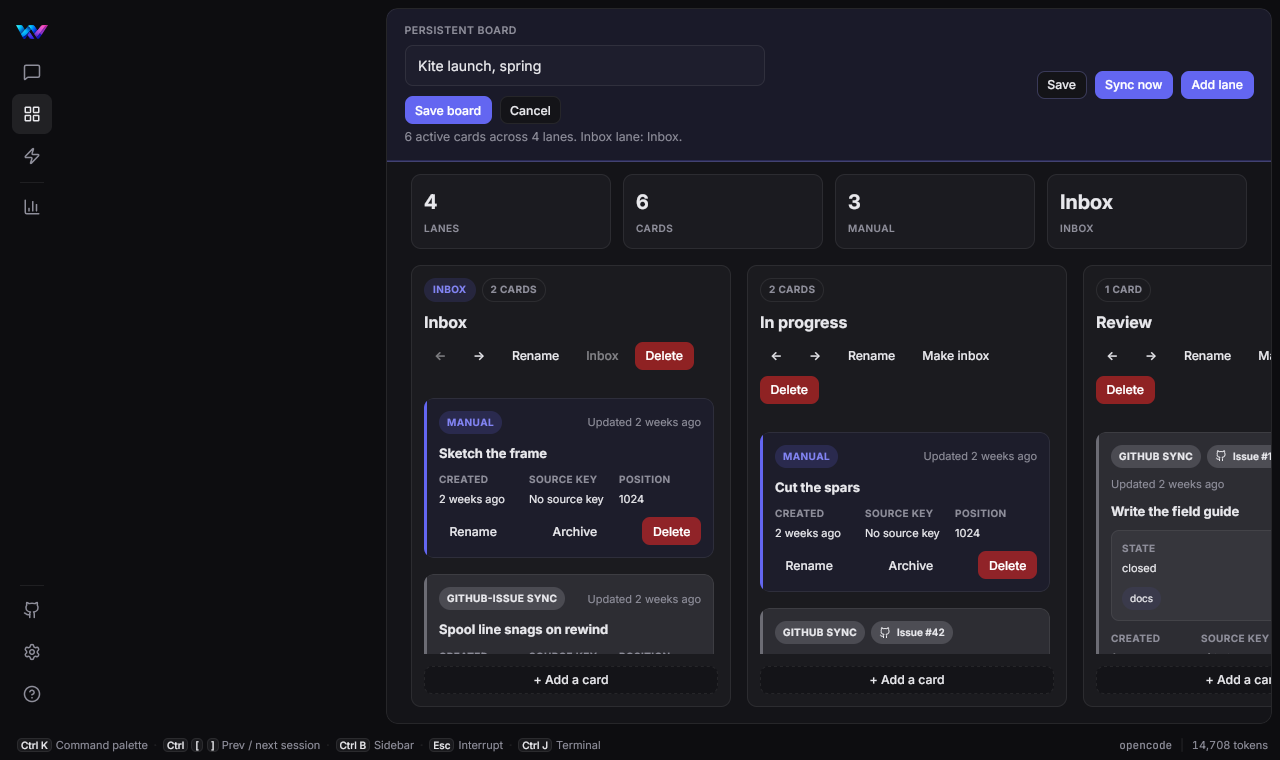 PERSISTENT BOARD
Kite launch, spring
Save board Cancel
6 active cards across 4 lanes. Inbox lane: Inbox.
Save Sync now Add lane
4
LANES
6
CARDS
3
MANUAL
Inbox
INBOX
INBOX 2 CARDS
Inbox
← → Rename Inbox Delete
MANUAL Updated 2 weeks ago
Sketch the frame
CREATED SOURCE KEY POSITION
2 weeks ago No source key 1024
Rename Archive Delete
GITHUB-ISSUE SYNC Updated 2 weeks ago
Spool line snags on rewind
CREATED SOURCE KEY POSITION
+ Add a card
2 CARDS
In progress
← → Rename Make inbox
Delete
MANUAL Updated 2 weeks ago
Cut the spars
CREATED SOURCE KEY POSITION
2 weeks ago No source key 1024
Rename Archive Delete
GITHUB SYNC Issue #42
+ Add a card
1 CARD
Review
← → Rename
Delete
GITHUB SYNC Issue
Updated 2 weeks ago
Write the field guide
STATE
closed
docs
CREATED SOURCE KEY
+ Add a
Ctrl K Command palette · Ctrl [ ] Prev / next session · Ctrl B Sidebar · Esc Interrupt · Ctrl J Terminal
opencode 14,708 tokens